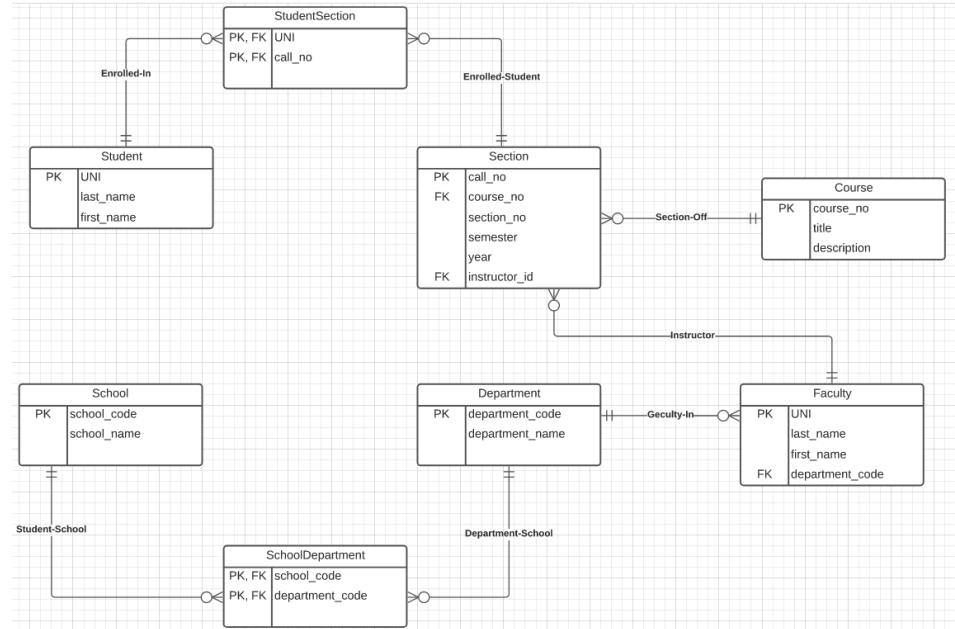 StudentSection
PK, FK UNI
PK, FK call_no
Enrolled-In
Enrolled-Student
Student
PK UNI
last_name
first_name
Section
PK call_no
FK course_no
section_no
semester
year
FK instructor_id
Section-Off
Course
PK course_no
title
description
Instructor
School
PK school_code
school_name
Department
PK department_code
department_name
Geculty-In
Faculty
PK UNI
last_name
first_name
FK department_code
Student-School
Department-School
SchoolDepartment
PK, FK school_code
PK, FK department_code